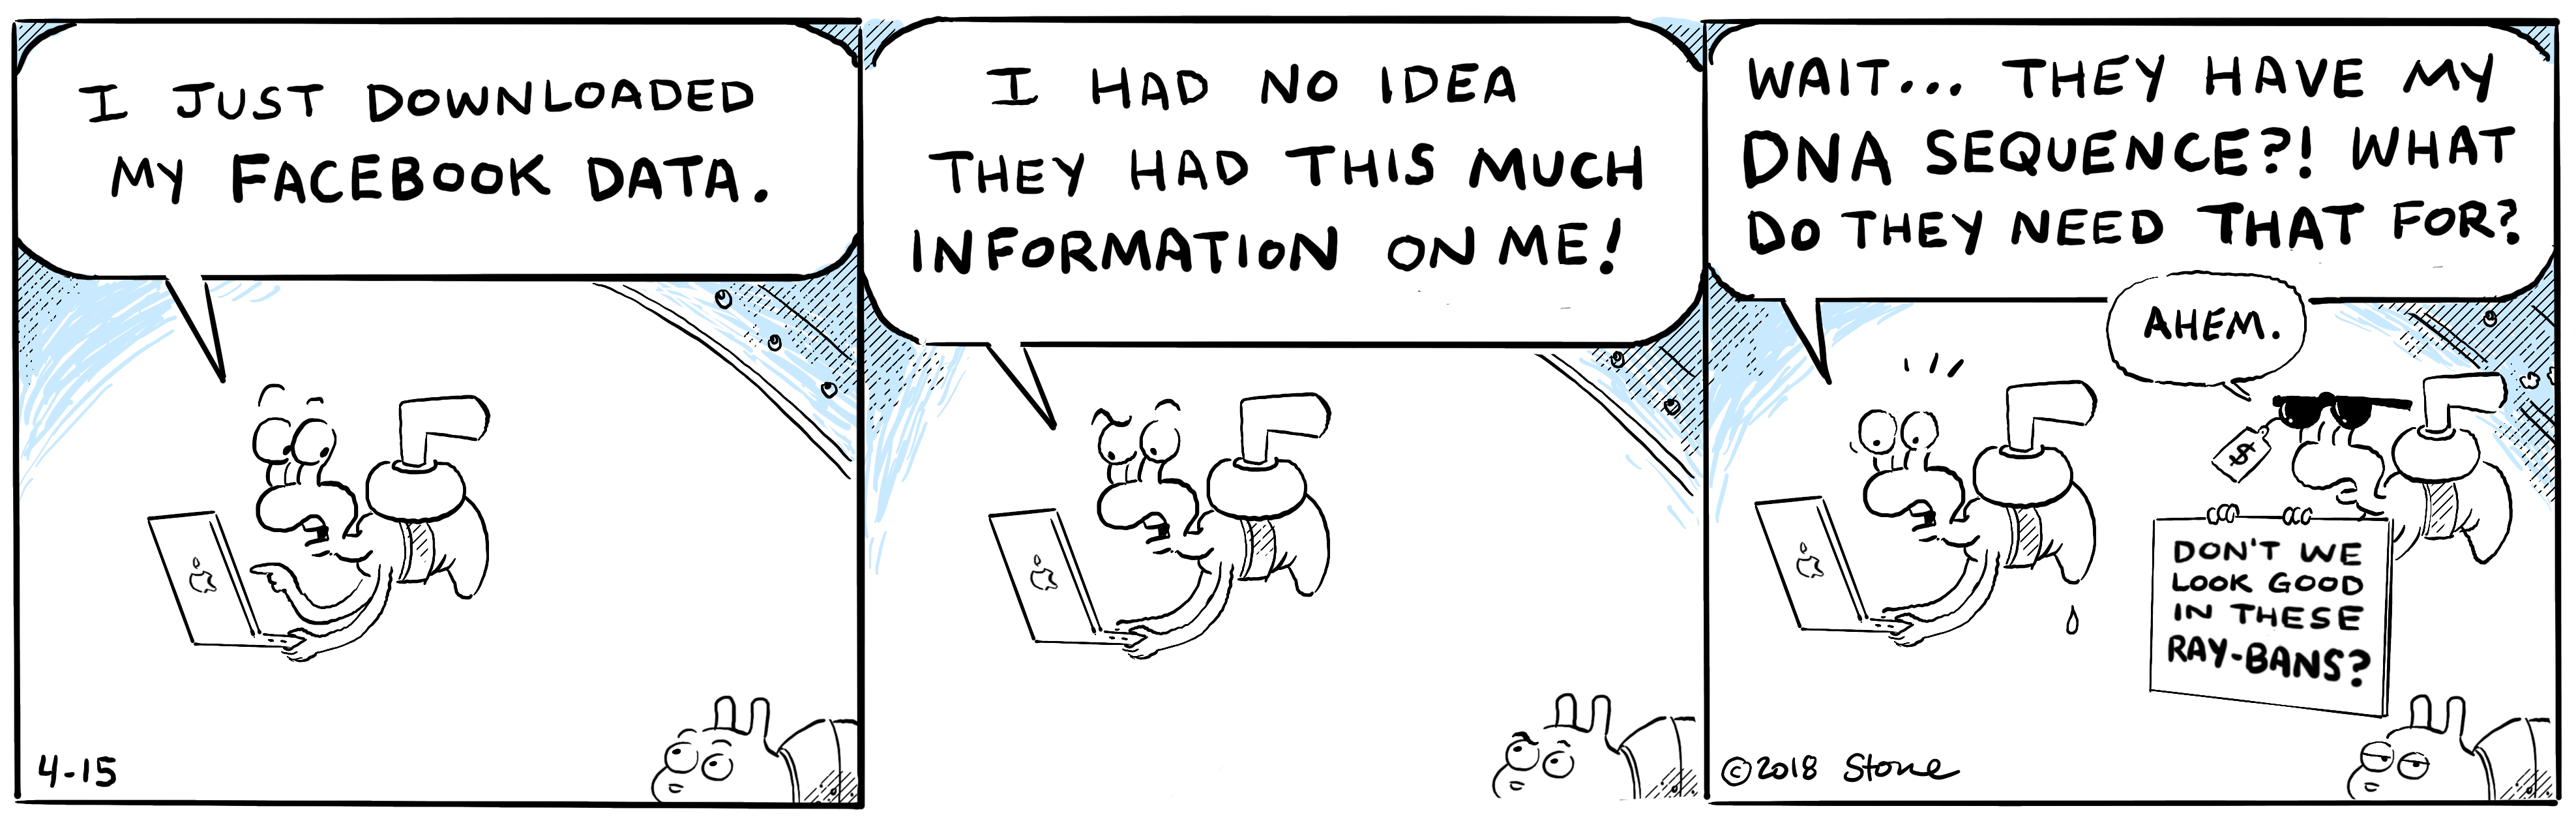 I JUST DOWNLOADED
MY FACEBOOK DATA.
4-15
I HAD NO IDEA
THEY HAD THIS MUCH
INFORMATION ON ME!
WAIT... THEY HAVE MY
DNA SEQUENCE?! WHAT
DO THEY NEED THAT FOR?
AHEM.
$
DON'T WE
LOOK GOOD
IN THESE
RAY-BANS?
©2018 Stone